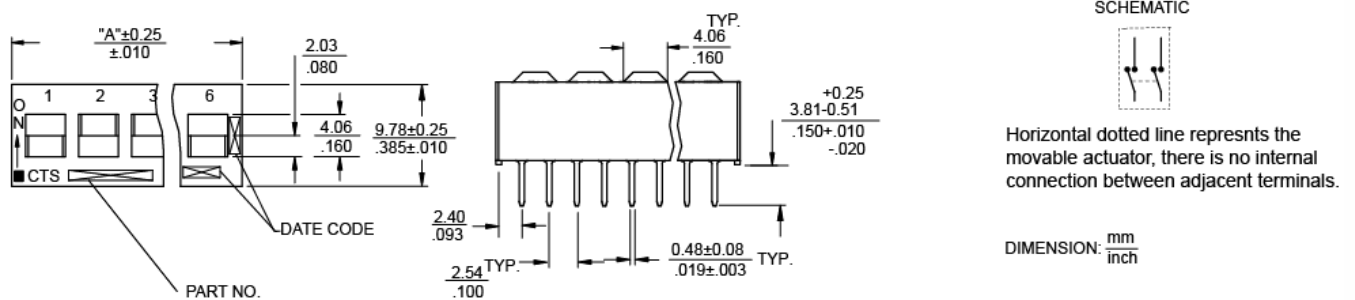 "A"±0.25
±.010
2.03
.080
1 2 3 6
O
N
4.06
.160
9.78±0.25
.385±.010
CTS
DATE CODE
PART NO.
TYP.
4.06
.160
+0.25
3.81-0.51
.150+.010
-.020
2.40
.093
2.54
.100
TYP.
0.48±0.08
.019±.003
TYP.
SCHEMATIC
Horizontal dotted line represnts the
movable actuator, there is no internal
connection between adjacent terminals.
DIMENSION: mm
inch